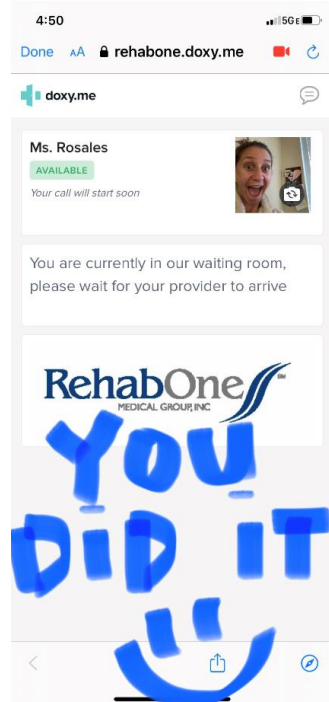 4:50
5GE
Done AA rehabone.doxy.me
doxy.me
Ms. Rosales
AVAILABLE
Your call will start soon
You are currently in our waiting room,
please wait for your provider to arrive
RehabOne SM
MEDICAL GROUP, INC
YOU
DID IT